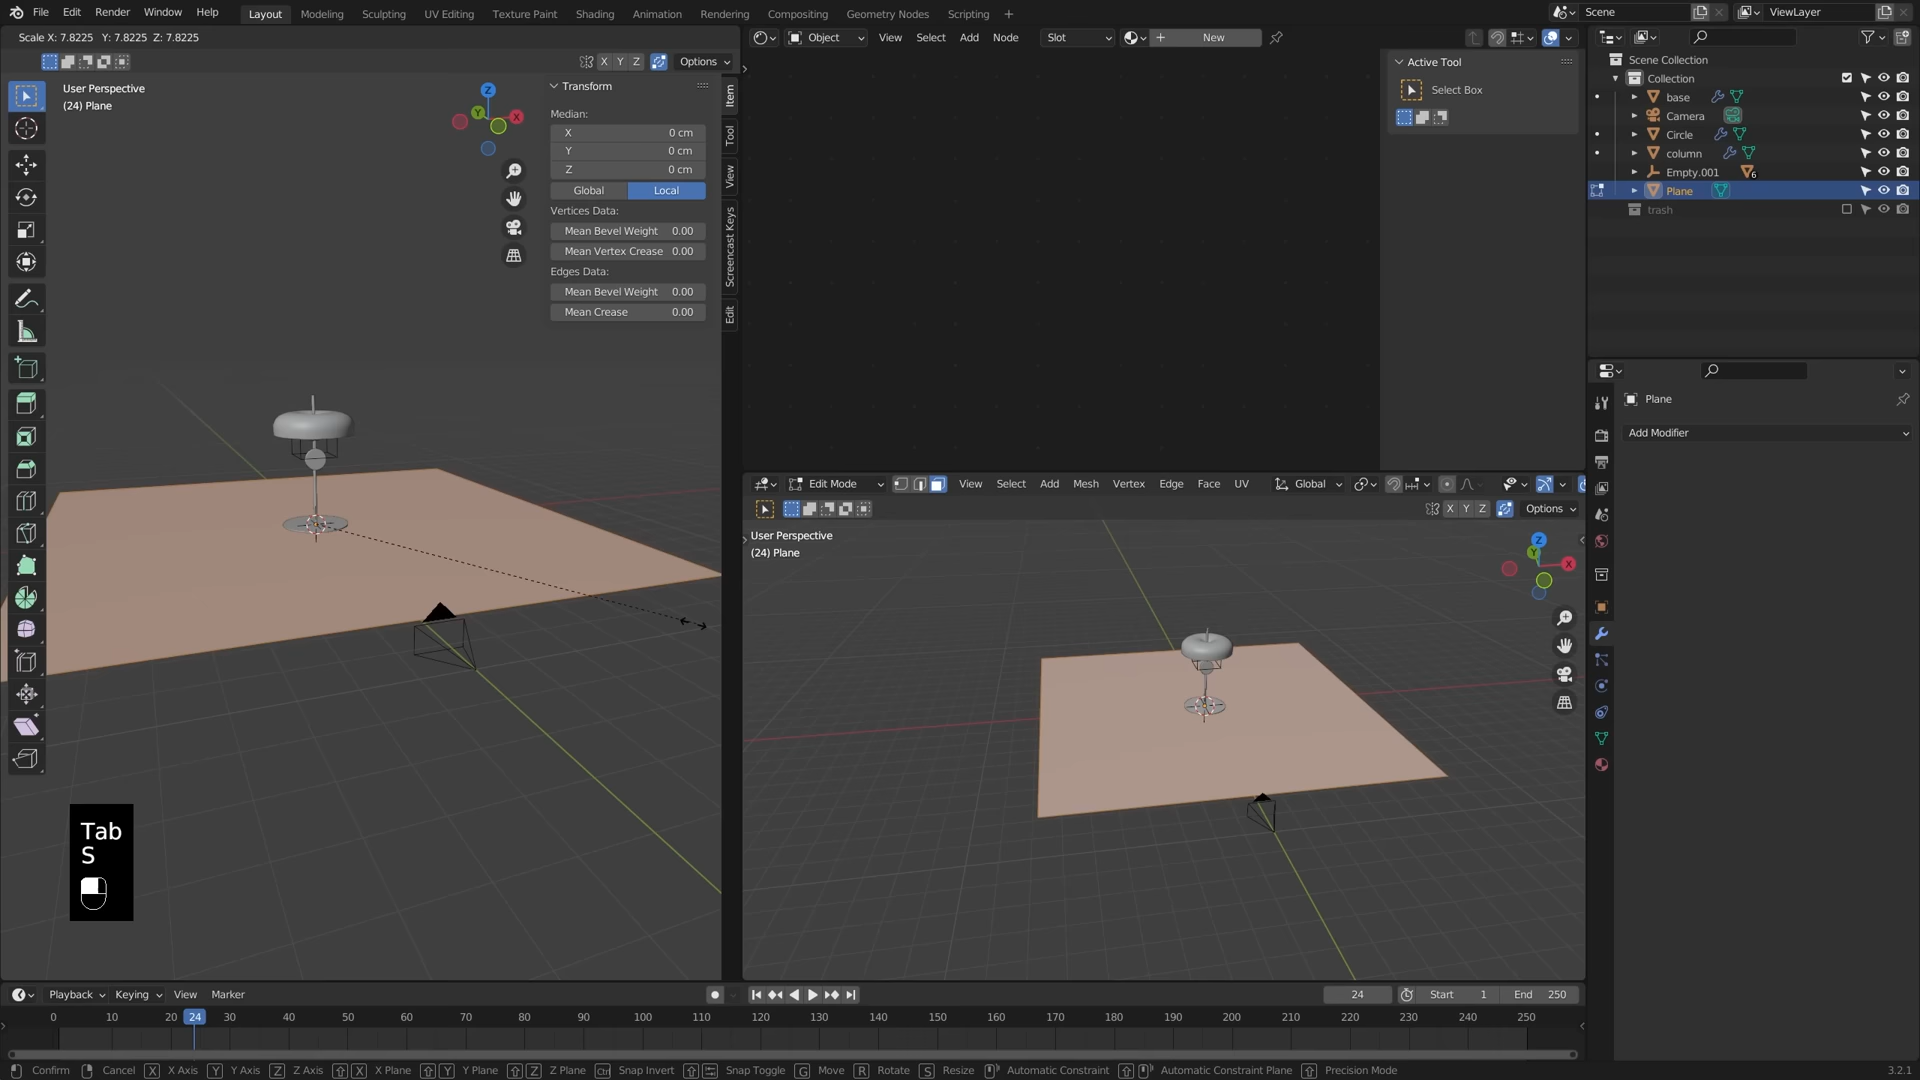 File Edit Render Window Help Layout Modeling Sculpting UV Editing Texture Paint Shading Animation Rendering Compositing Geometry Nodes Scripting Scene ViewLayer
Scale X: 7.8225 Y: 7.8225 Z: 7.8225
Object View Select Add Node Slot New
X Y Z Options
User Perspective
(24) Plane
Z
Y
X
Transform
Median:
X 0 cm
Y 0 cm
Z 0 cm
Global Local
Vertices Data:
Mean Bevel Weight 0.00
Mean Vertex Crease 0.00
Edges Data:
Mean Bevel Weight 0.00
Mean Crease 0.00
Item
Tool
View
Screencast Keys
Edit
Active Tool
Select Box
Scene Collection
Collection
base
Camera
Circle
column
Empty.001 6
Plane
trash
Plane
Add Modifier
Edit Mode View Select Add Mesh Vertex Edge Face UV Global
X Y Z Options
User Perspective
(24) Plane
Z
Y
X
Tab
S
Playback Keying View Marker 24 Start 1 End 250
0 10 20 24 30 40 50 60 70 80 90 100 110 120 130 140 150 160 170 180 190 200 210 220 230 240 250
Confirm Cancel X X Axis Y Y Axis Z Z Axis X X Plane Y Y Plane Z Z Plane Ctrl Snap Invert Snap Toggle G Move R Rotate S Resize Automatic Constraint Automatic Constraint Plane Precision Mode 3.2.1